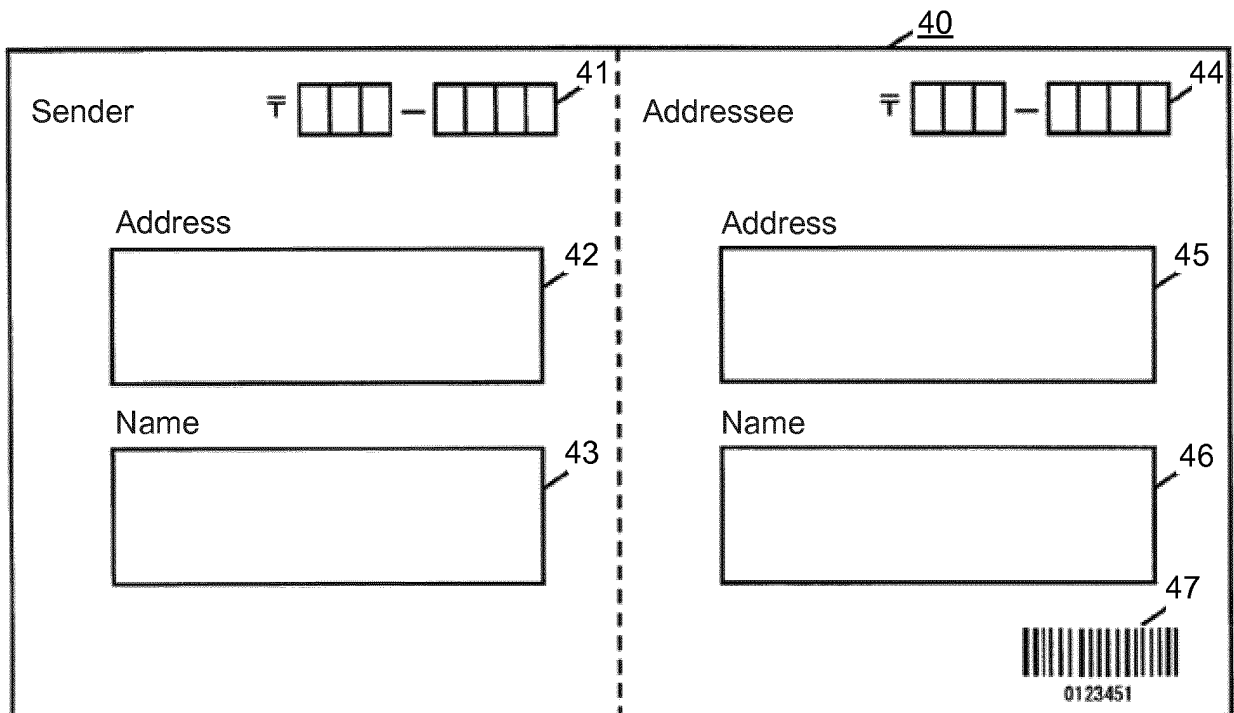 40
Sender 〒 – 41
Addressee 〒 – 44
Address
42
Address
45
Name
43
Name
46
47
0123451